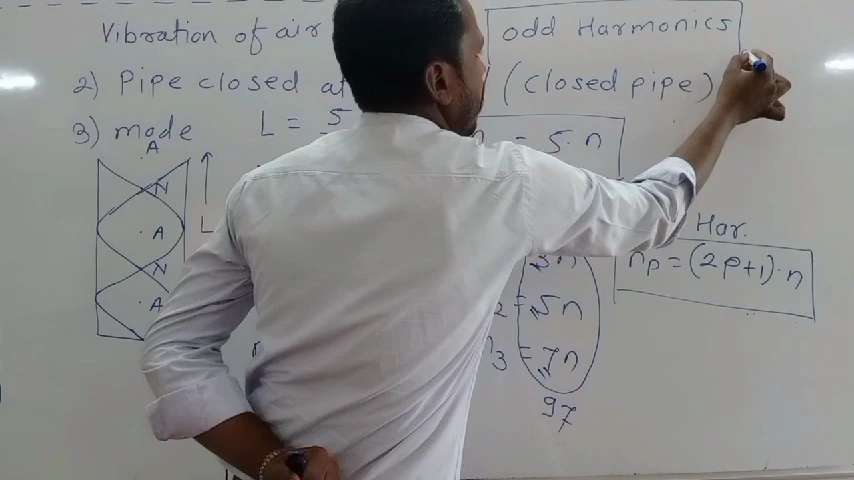 Vibration of air
odd Harmonics
2) Pipe closed at
(closed pipe)
3) mode
L = 5
= 5.n
A
N
A
N
A
L
Har.
np = (2p+1).n
3n
2 = 5n
3 = 7n
97